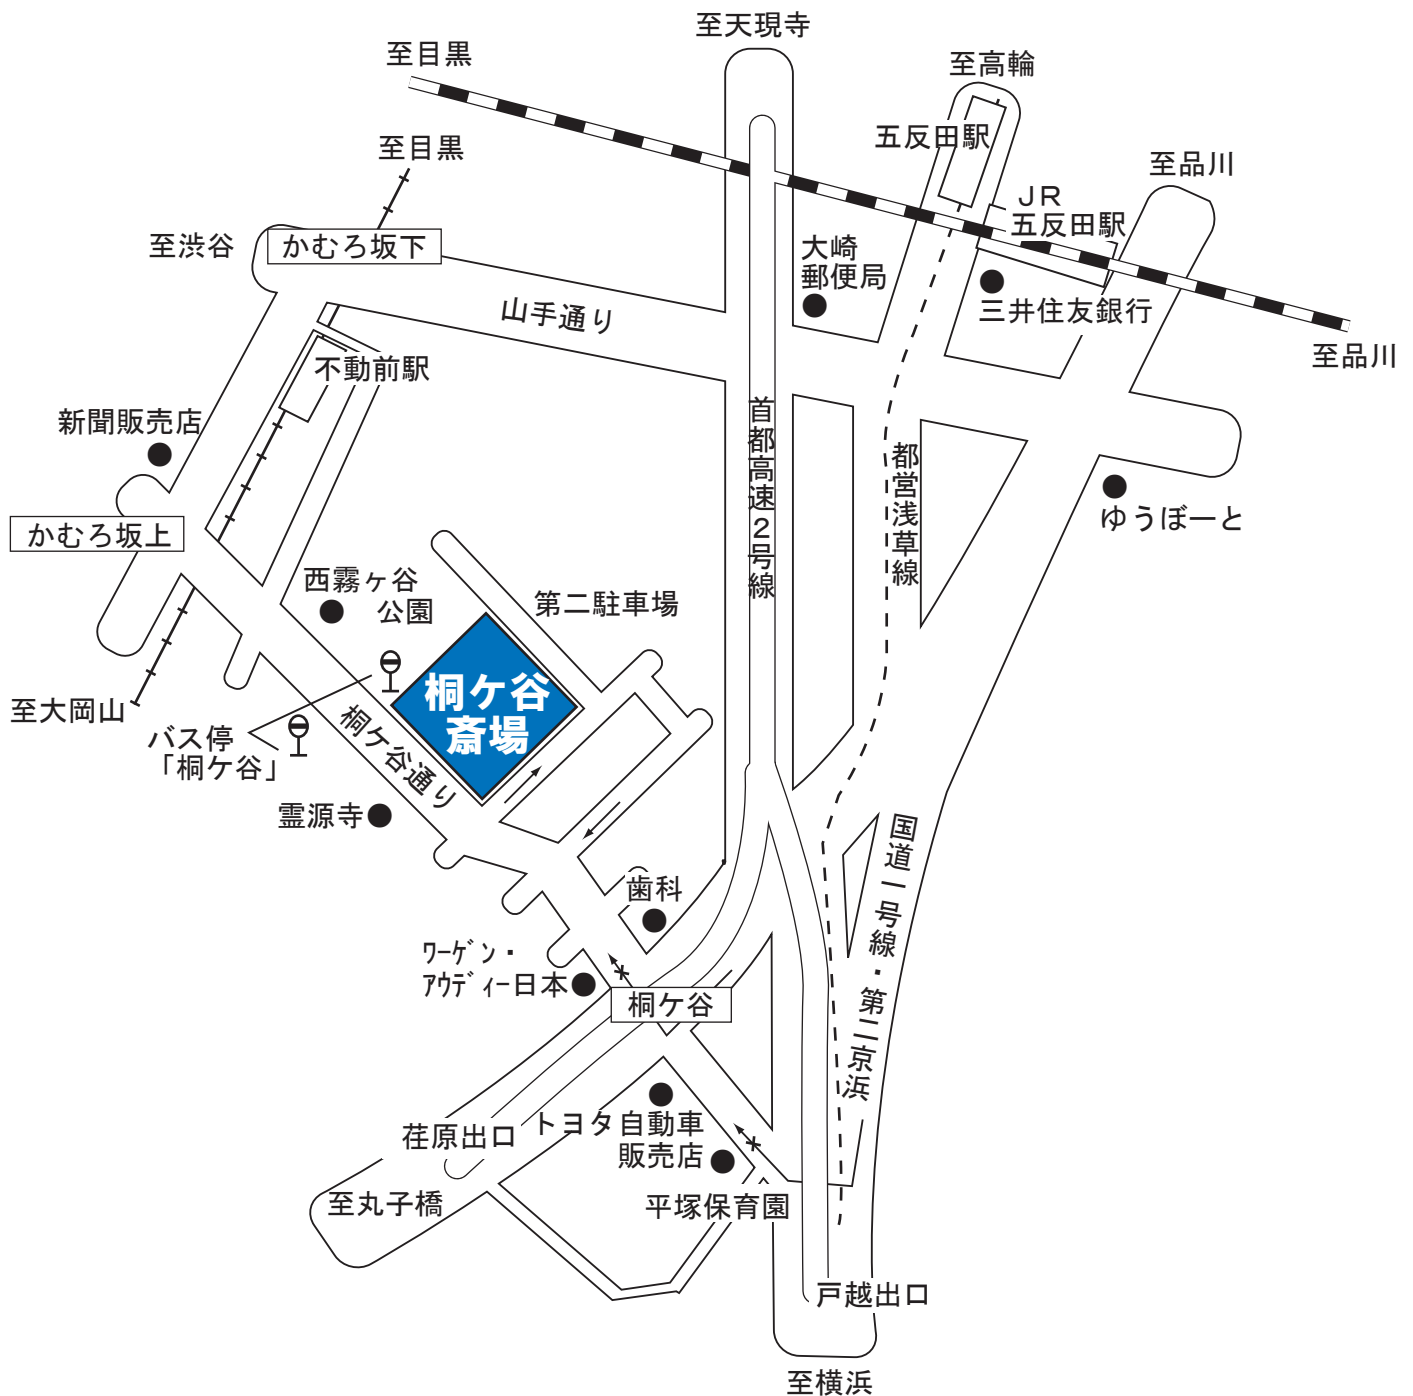 至天現寺
至目黒
至高輪
五反田駅
至目黒
至品川
JR
五反田駅
至渋谷
かむろ坂下
大崎
郵便局
山手通り
三井住友銀行
至品川
不動前駅
新聞販売店
首都高速2号線
都営浅草線
ゆうぽーと
かむろ坂上
西霧ヶ谷
公園
第二駐車場
桐ケ谷
斎場
至大岡山
バス停
「桐ケ谷」
桐ケ谷通り
霊源寺
国道一号線・第二京浜
歯科
ワーゲン・
アウディー日本
桐ケ谷
荏原出口
トヨタ自動車
販売店
至丸子橋
平塚保育園
戸越出口
至横浜